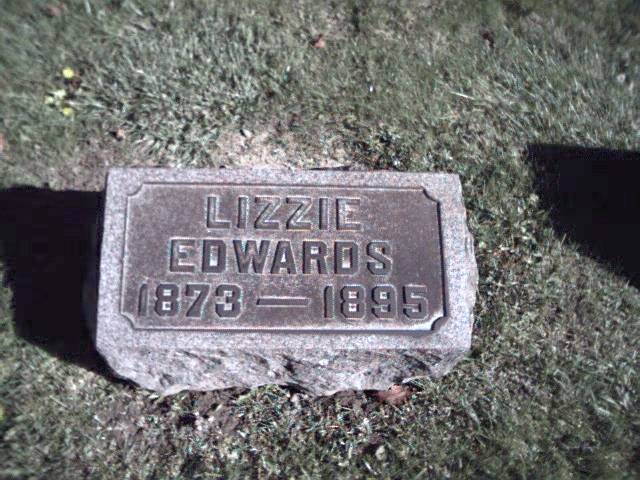 LIZZIE
EDWARDS
1873 — 1895